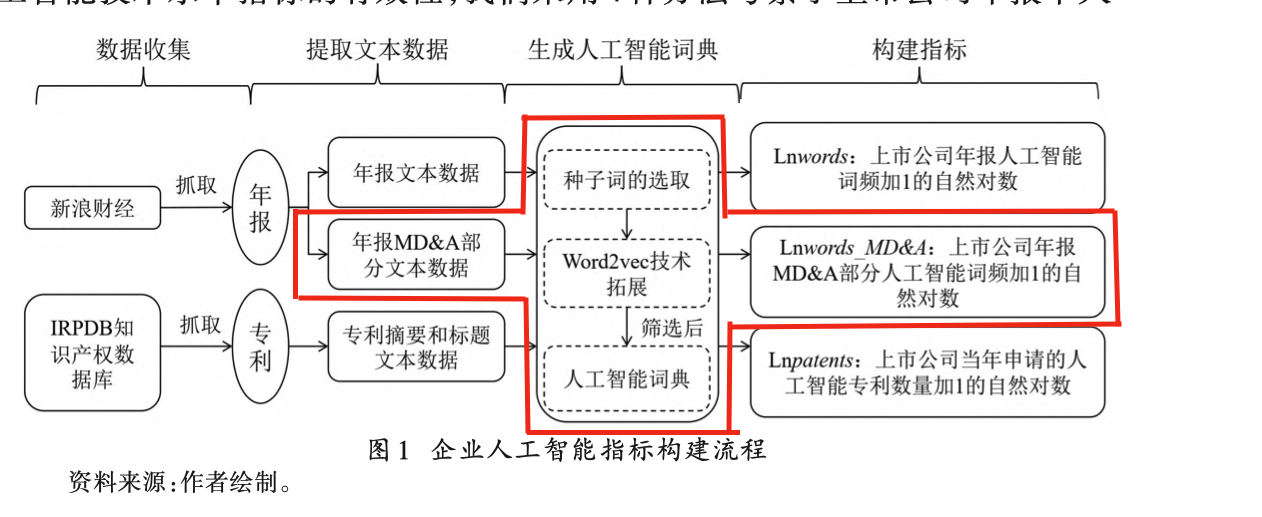 数据收集
提取文本数据
生成人工智能词典
构建指标
新浪财经
抓取
年
报
年报文本数据
年报MD&A部
分文本数据
IRPDB知
识产权数
据库
抓取
专
利
专利摘要和标题
文本数据
种子词的选取
Word2vec技术
拓展
筛选后
人工智能词典
Lnwords：上市公司年报人工智能
词频加1的自然对数
Lnwords_MD&A：上市公司年报
MD&A部分人工智能词频加1的自
然对数
Lnpatents：上市公司当年申请的人
工智能专利数量加1的自然对数
图1 企业人工智能指标构建流程
资料来源:作者绘制。